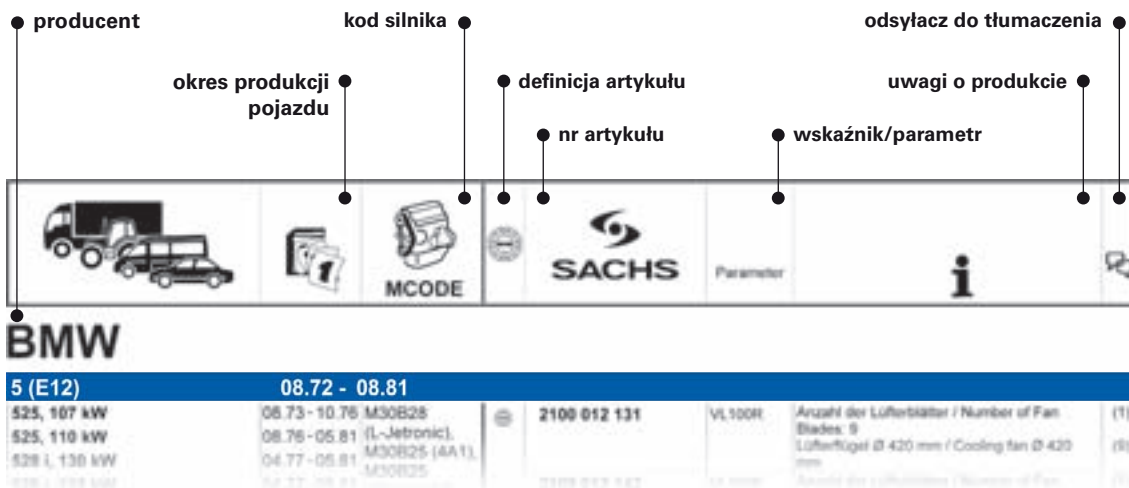 producent
kod silnika
odsyłacz do tłumaczenia
okres produkcji
pojazdu
definicja artykułu
uwagi o produkcie
nr artykułu
wskaźnik/parametr
1
SACHS
Parameter
i
MCODE
BMW
5 (E12) 08.72 - 08.81
525, 107 kW 08.73 - 10.76 M30B28 2100 012 131 VL100R Anzahl der Lüfterblätter / Number of Fan
(L-Jetronic), Blades: 9
525, 110 kW 08.76 - 05.81 M30B25 (4A1), Lüfterflügel Ø 420 mm / Cooling fan Ø 420
528 i, 130 kW 04.77 - 05.81 M30B25 mm